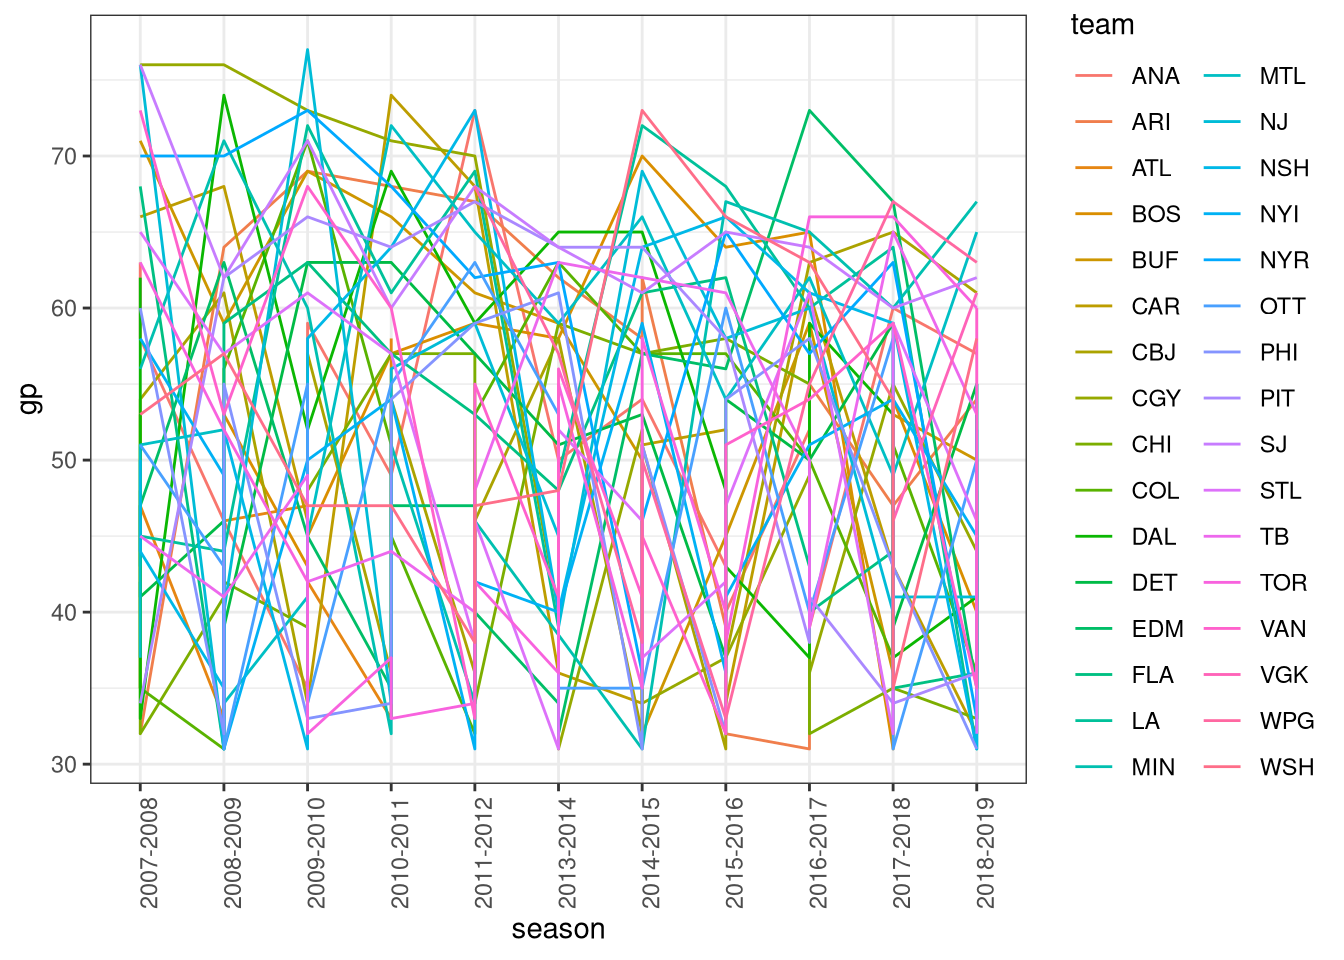 gp
70
60
50
40
30
2007-2008
2008-2009
2009-2010
2010-2011
2011-2012
2013-2014
2014-2015
2015-2016
2016-2017
2017-2018
2018-2019
season
team
ANA
ARI
ATL
BOS
BUF
CAR
CBJ
CGY
CHI
COL
DAL
DET
EDM
FLA
LA
MIN
MTL
NJ
NSH
NYI
NYR
OTT
PHI
PIT
SJ
STL
TB
TOR
VAN
VGK
WPG
WSH